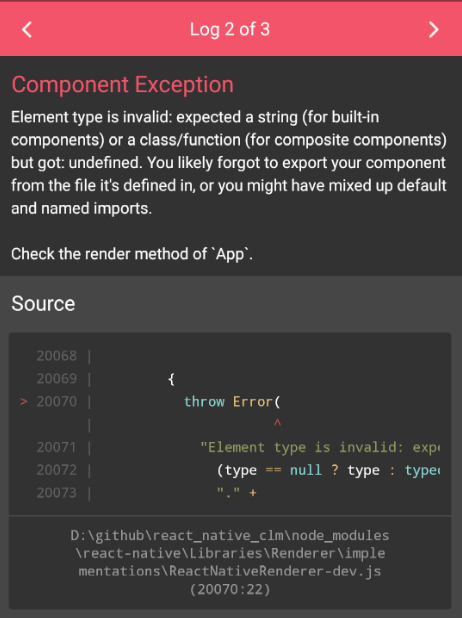 Log 2 of 3
Component Exception
Element type is invalid: expected a string (for built-in
components) or a class/function (for composite components)
but got: undefined. You likely forgot to export your component
from the file it's defined in, or you might have mixed up default
and named imports.
Check the render method of `App`.
Source
20068 |
20069 | {
> 20070 | throw Error(
| ^
20071 | "Element type is invalid: expe
20072 | (type == null ? type : typeo
20073 | "." +
D:\github\react_native_clm\node_modules
\react-native\Libraries\Renderer\imple
mentations\ReactNativeRenderer-dev.js
(20070:22)